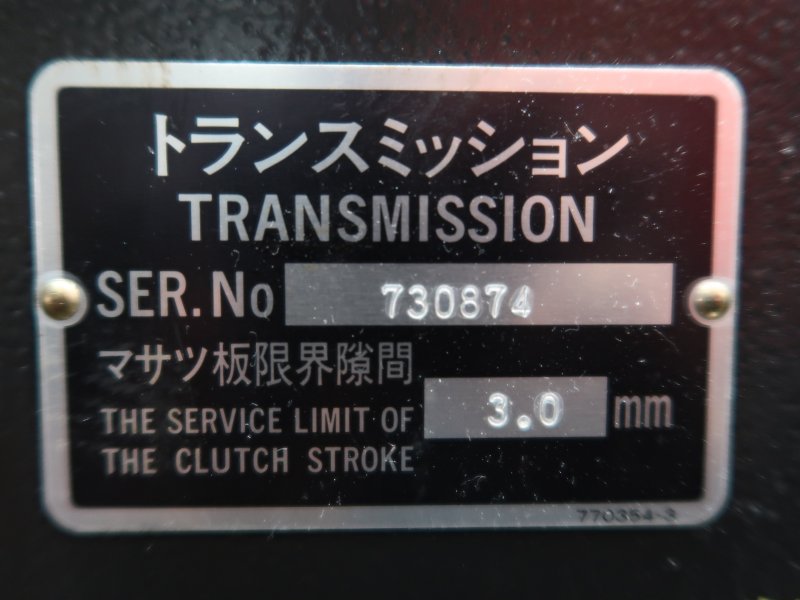 トランスミッション
TRANSMISSION
SER.No 730874
マサツ板限界隙間
THE SERVICE LIMIT OF 3.0 mm
THE CLUTCH STROKE
770354-3